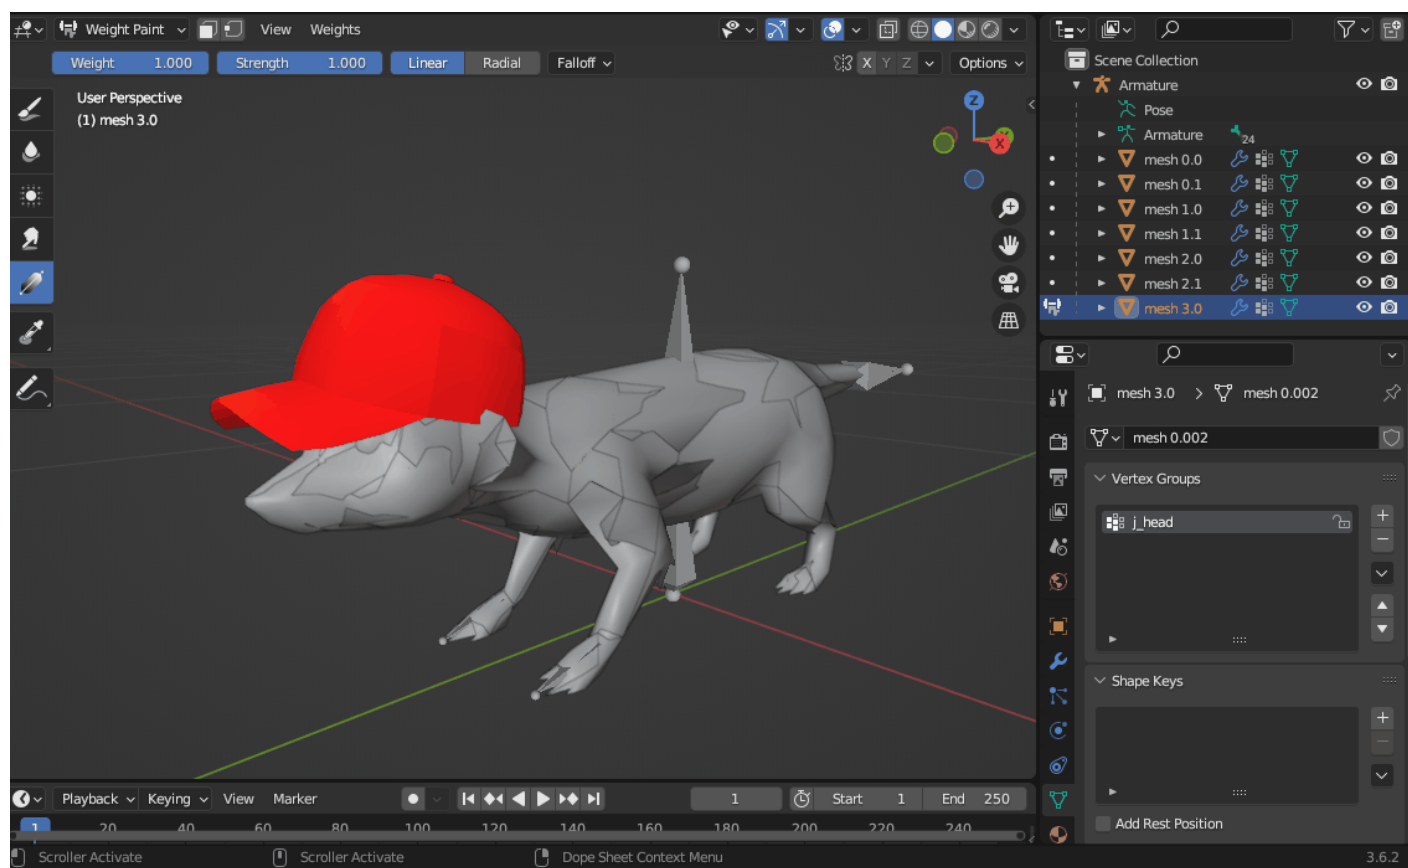 Weight Paint View Weights
Weight 1.000 Strength 1.000 Linear Radial Falloff X Y Z Options
User Perspective
(1) mesh 3.0
Z
Y
X
Scene Collection
Armature
Pose
Armature 24
mesh 0.0
mesh 0.1
mesh 1.0
mesh 1.1
mesh 2.0
mesh 2.1
mesh 3.0
mesh 3.0 > mesh 0.002
mesh 0.002
Vertex Groups
j_head
Shape Keys
Add Rest Position
Playback Keying View Marker 1 Start 1 End 250
1 20 40 60 80 100 120 140 160 180 200 220 240
Scroller Activate Scroller Activate Dope Sheet Context Menu 3.6.2